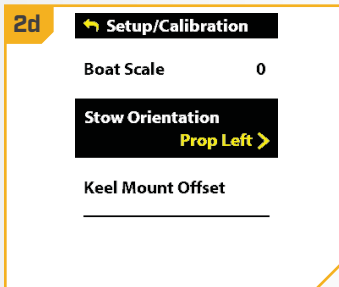 2d
Setup/Calibration
Boat Scale 0
Stow Orientation
Prop Left >
Keel Mount Offset